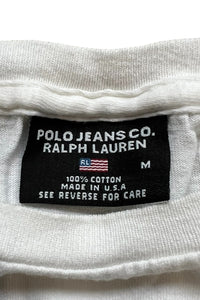 POLO JEANS CO.
RALPH LAUREN
RL
M
100% COTTON
MADE IN U.S.A
SEE REVERSE FOR CARE